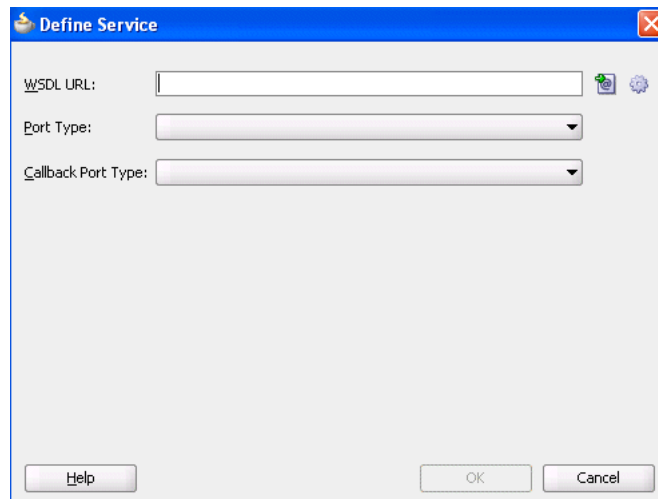 Define Service
WSDL URL:
Port Type:
Callback Port Type:
Help OK Cancel